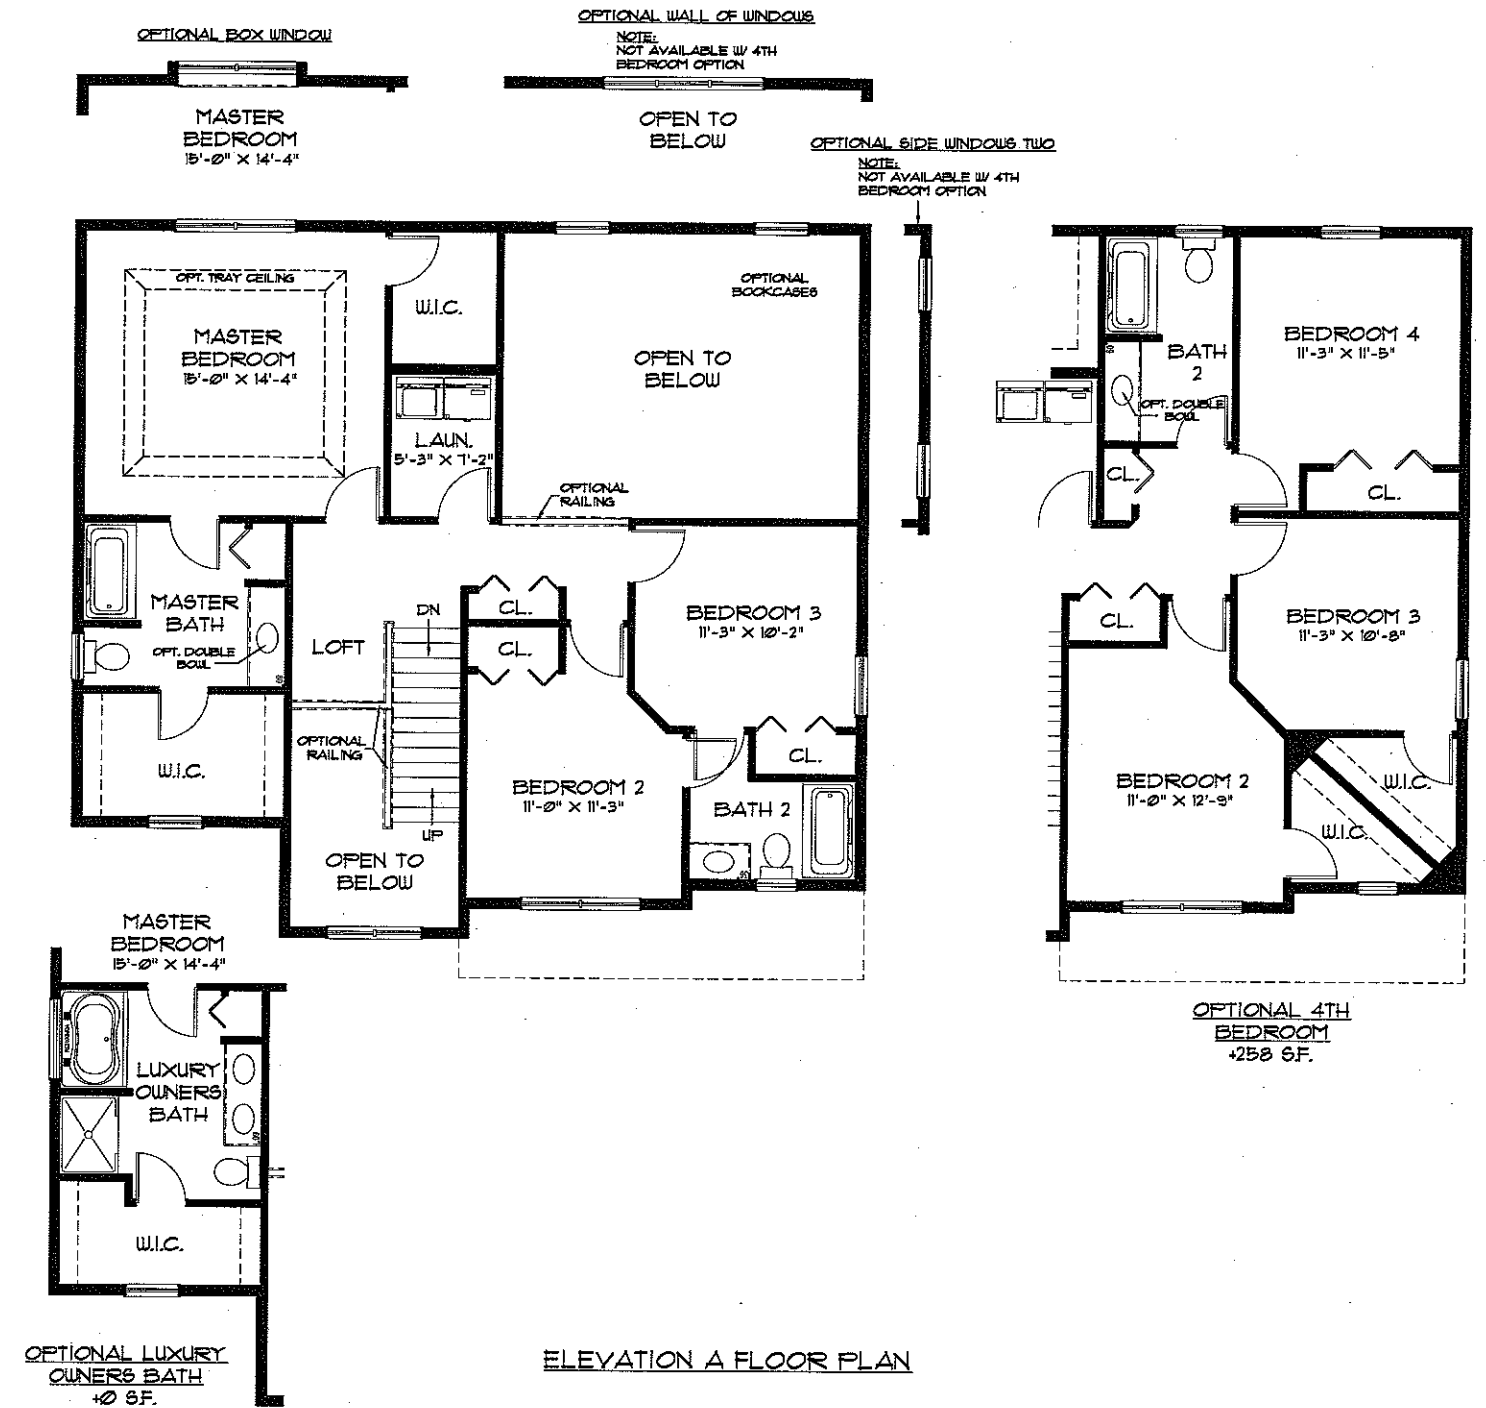 OPTIONAL BOX WINDOW
MASTER
BEDROOM
15'-0" X 14'-4"
OPTIONAL WALL OF WINDOWS
NOTE:
NOT AVAILABLE W/ 4TH
BEDROOM OPTION
OPEN TO
BELOW
OPTIONAL SIDE WINDOWS TWO
NOTE:
NOT AVAILABLE W/ 4TH
BEDROOM OPTION
OPT. TRAY CEILING
MASTER
BEDROOM
15'-0" X 14'-4"
W.I.C.
OPTIONAL
BOOKCASES
OPEN TO
BELOW
LAUN.
5'-3" X 7'-2"
OPTIONAL
RAILING
MASTER
BATH
OPT. DOUBLE
BOWL
LOFT
DN
CL.
CL.
BEDROOM 3
11'-3" X 10'-2"
OPTIONAL
RAILING
W.I.C.
UP
OPEN TO
BELOW
BEDROOM 2
11'-0" X 11'-3"
CL.
BATH 2
BATH
2
OPT. DOUBLE
BOWL
BEDROOM 4
11'-3" X 11'-5"
CL.
CL.
CL.
BEDROOM 3
11'-3" X 10'-8"
BEDROOM 2
11'-0" X 12'-9"
W.I.C.
W.I.C.
OPTIONAL 4TH
BEDROOM
+258 S.F.
MASTER
BEDROOM
15'-0" X 14'-4"
LUXURY
OWNERS
BATH
W.I.C.
OPTIONAL LUXURY
OWNERS BATH
+0 S.F.
ELEVATION A FLOOR PLAN